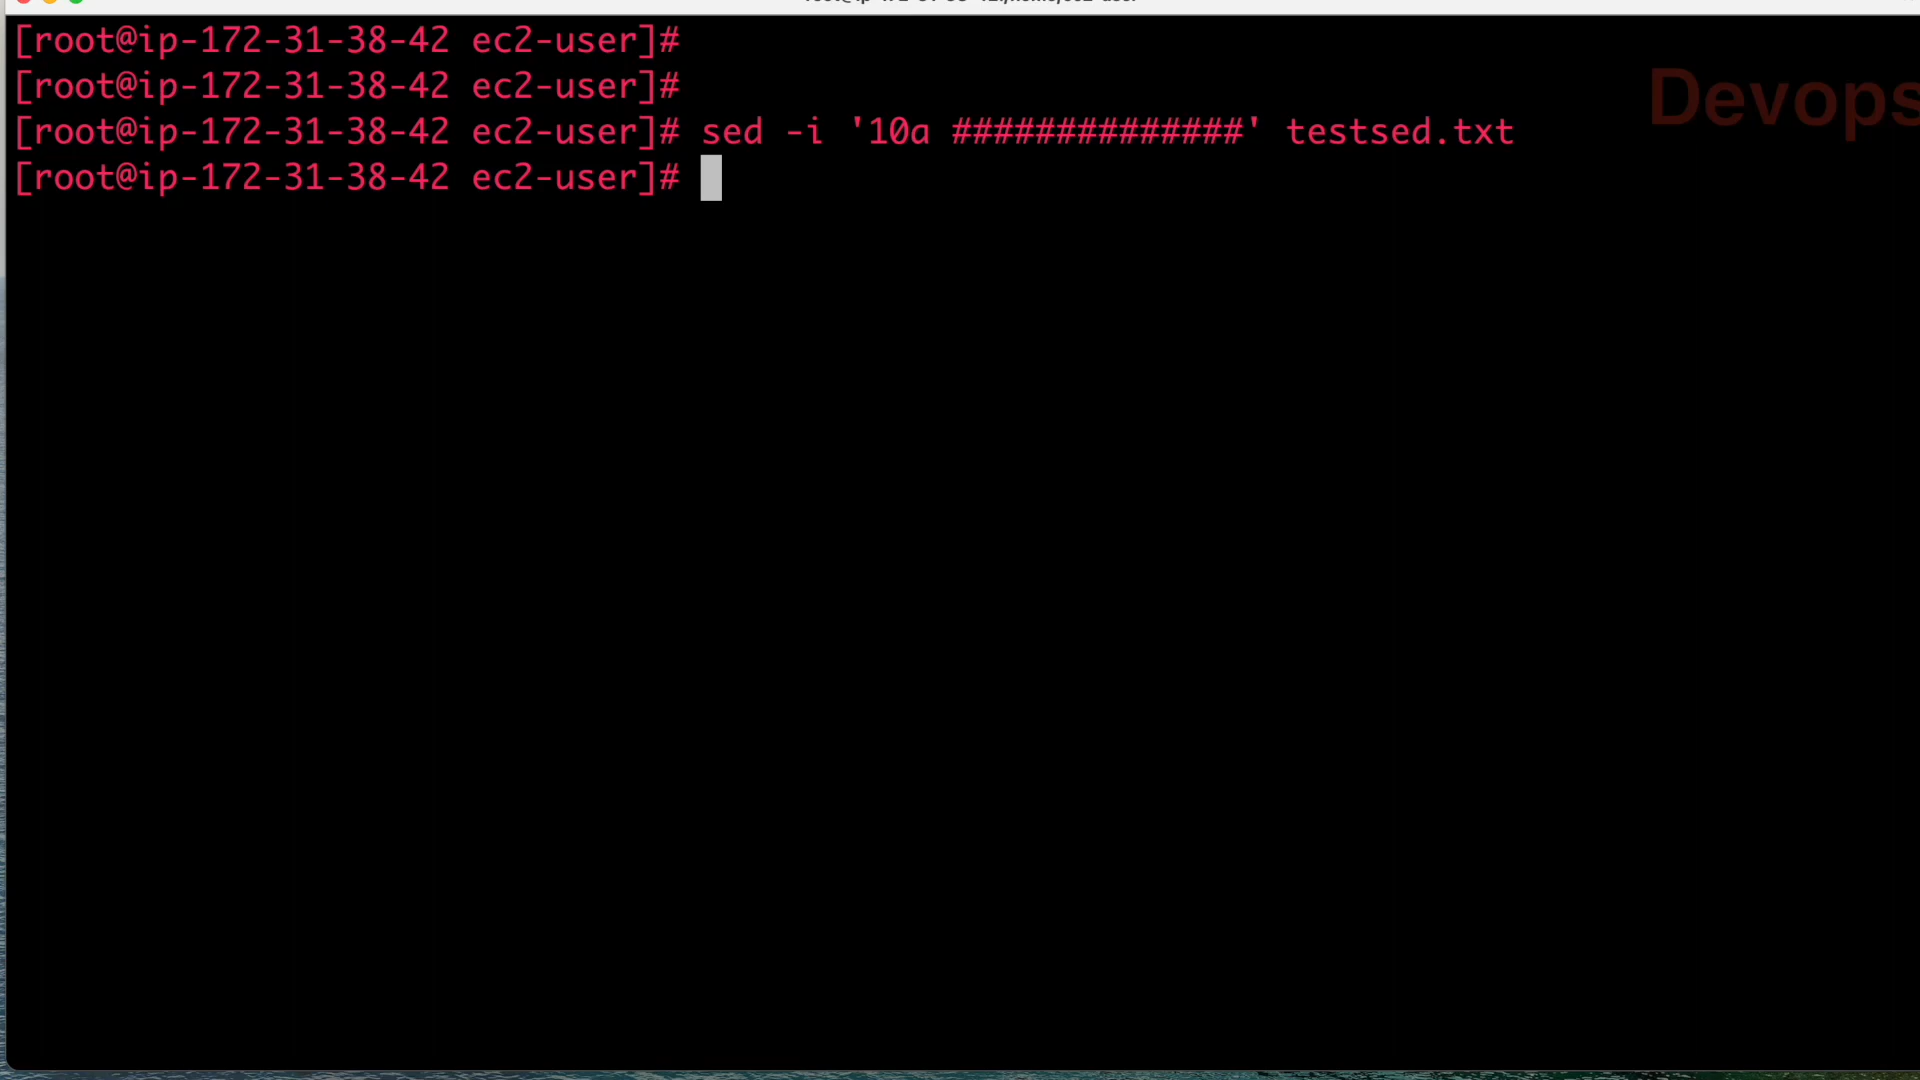 [root@ip-172-31-38-42 ec2-user]#
[root@ip-172-31-38-42 ec2-user]#
Devops
[root@ip-172-31-38-42 ec2-user]# sed -i '10a ##############' testsed.txt
[root@ip-172-31-38-42 ec2-user]#